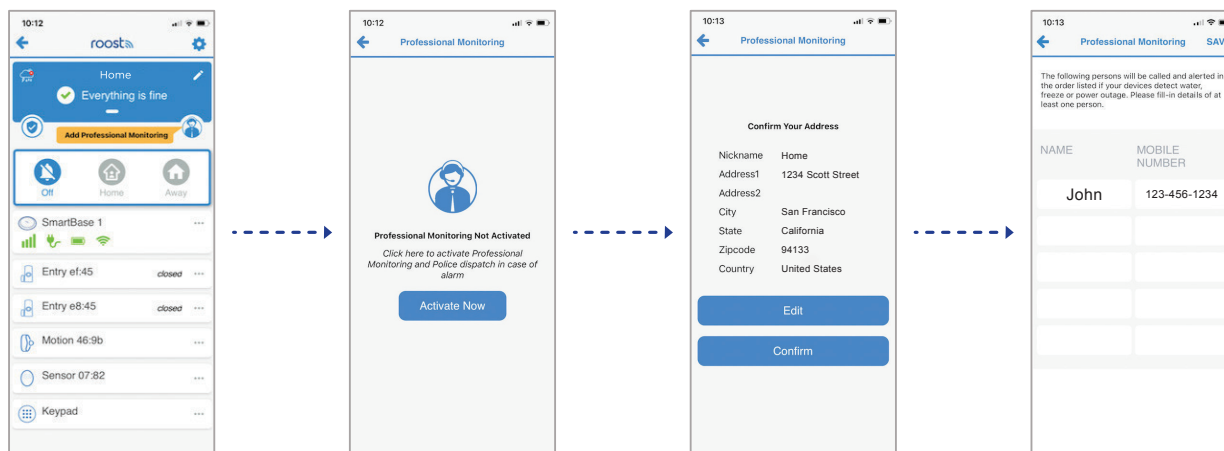 10:12
roost
Home
Everything is fine
Add Professional Monitoring
Off
Home
Away
SmartBase 1
Entry ef:45
closed
Entry e8:45
closed
Motion 46:9b
Sensor 07:82
Keypad
10:12
Professional Monitoring
Professional Monitoring Not Activated
Click here to activate Professional
Monitoring and Police dispatch in case of
alarm
Activate Now
10:13
Professional Monitoring
Confirm Your Address
Nickname Home
Address1 1234 Scott Street
Address2
City San Francisco
State California
Zipcode 94133
Country United States
Edit
Confirm
10:13
Professional Monitoring SAV
The following persons will be called and alerted in
the order listed if your devices detect water,
freeze or power outage. Please fill-in details of at
least one person.
NAME
MOBILE
NUMBER
John 123-456-1234